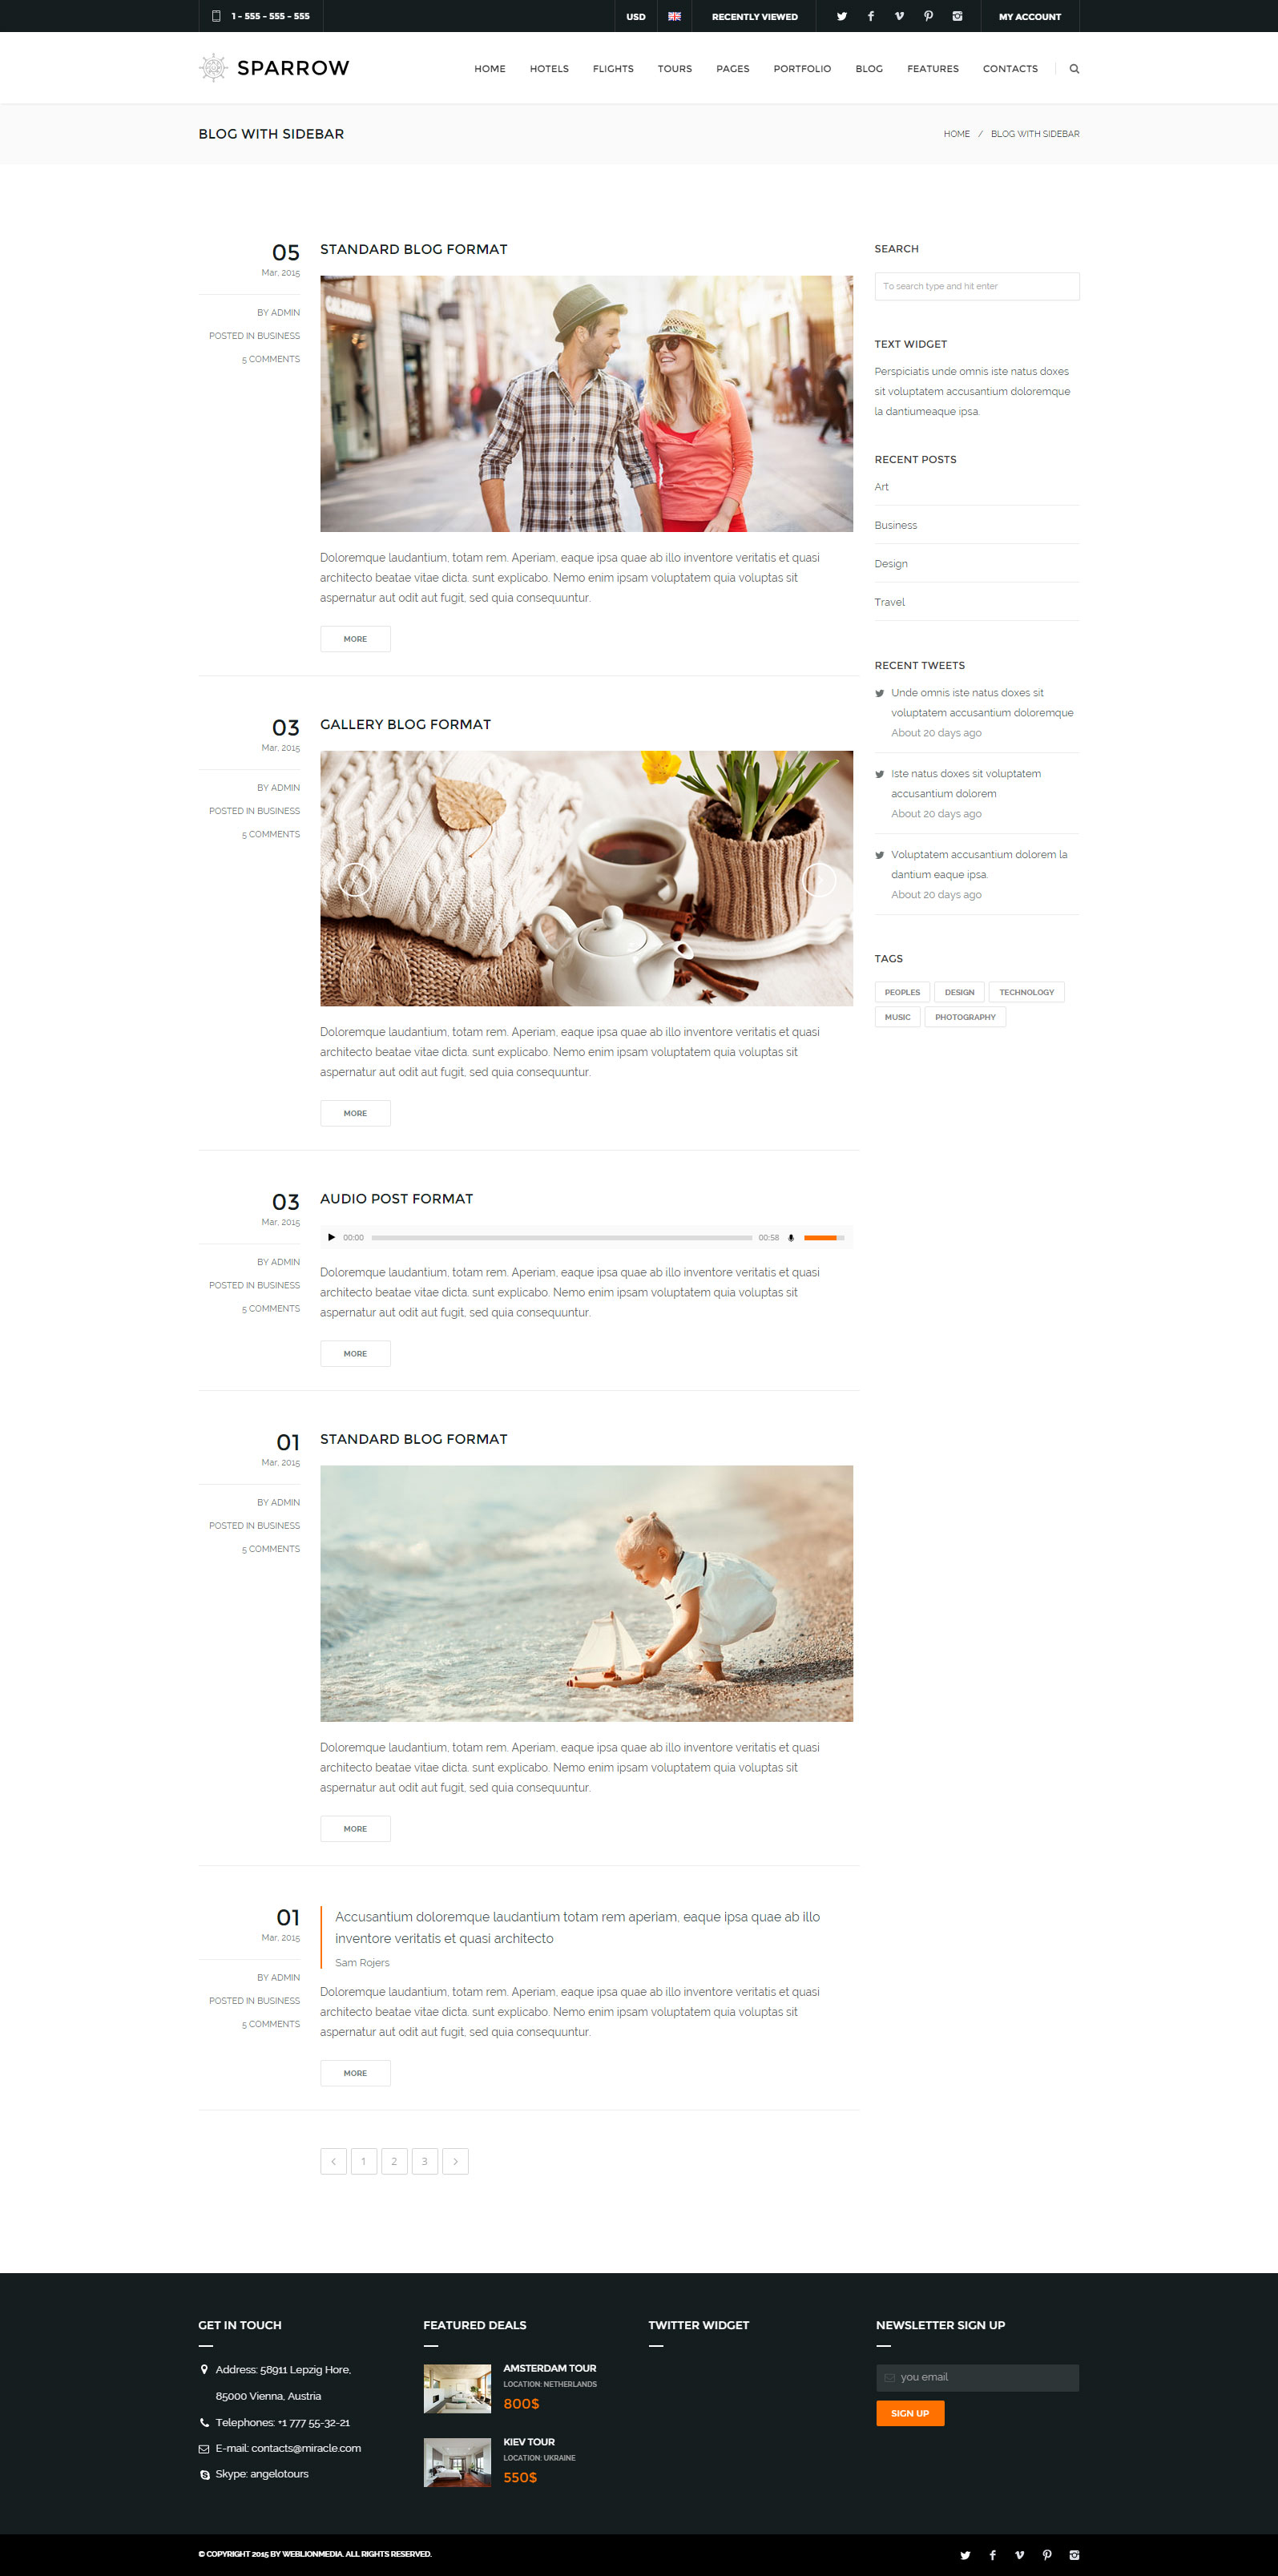 1 - 555 - 555 - 555
USD
RECENTLY VIEWED
MY ACCOUNT
SPARROW
HOME HOTELS FLIGHTS TOURS PAGES PORTFOLIO BLOG FEATURES CONTACTS
BLOG WITH SIDEBAR
HOME / BLOG WITH SIDEBAR
05
Mar, 2015
BY ADMIN
POSTED IN BUSINESS
5 COMMENTS
STANDARD BLOG FORMAT
Doloremque laudantium, totam rem. Aperiam, eaque ipsa quae ab illo inventore veritatis et quasi
architecto beatae vitae dicta. sunt explicabo. Nemo enim ipsam voluptatem quia voluptas sit
aspernatur aut odit aut fugit, sed quia consequuntur.
MORE
03
Mar, 2015
BY ADMIN
POSTED IN BUSINESS
5 COMMENTS
GALLERY BLOG FORMAT
Doloremque laudantium, totam rem. Aperiam, eaque ipsa quae ab illo inventore veritatis et quasi
architecto beatae vitae dicta. sunt explicabo. Nemo enim ipsam voluptatem quia voluptas sit
aspernatur aut odit aut fugit, sed quia consequuntur.
MORE
03
Mar, 2015
BY ADMIN
POSTED IN BUSINESS
5 COMMENTS
AUDIO POST FORMAT
00:00 00:58
Doloremque laudantium, totam rem. Aperiam, eaque ipsa quae ab illo inventore veritatis et quasi
architecto beatae vitae dicta. sunt explicabo. Nemo enim ipsam voluptatem quia voluptas sit
aspernatur aut odit aut fugit, sed quia consequuntur.
MORE
01
Mar, 2015
BY ADMIN
POSTED IN BUSINESS
5 COMMENTS
STANDARD BLOG FORMAT
Doloremque laudantium, totam rem. Aperiam, eaque ipsa quae ab illo inventore veritatis et quasi
architecto beatae vitae dicta. sunt explicabo. Nemo enim ipsam voluptatem quia voluptas sit
aspernatur aut odit aut fugit, sed quia consequuntur.
MORE
01
Mar, 2015
BY ADMIN
POSTED IN BUSINESS
5 COMMENTS
Accusantium doloremque laudantium totam rem aperiam, eaque ipsa quae ab illo
inventore veritatis et quasi architecto
Sam Rojers
Doloremque laudantium, totam rem. Aperiam, eaque ipsa quae ab illo inventore veritatis et quasi
architecto beatae vitae dicta. sunt explicabo. Nemo enim ipsam voluptatem quia voluptas sit
aspernatur aut odit aut fugit, sed quia consequuntur.
MORE
< 1 2 3 >
SEARCH
To search type and hit enter
TEXT WIDGET
Perspiciatis unde omnis iste natus doxes
sit voluptatem accusantium doloremque
la dantiumeaque ipsa.
RECENT POSTS
Art
Business
Design
Travel
RECENT TWEETS
Unde omnis iste natus doxes sit
voluptatem accusantium doloremque
About 20 days ago
Iste natus doxes sit voluptatem
accusantium dolorem
About 20 days ago
Voluptatem accusantium dolorem la
dantium eaque ipsa.
About 20 days ago
TAGS
PEOPLES DESIGN TECHNOLOGY
MUSIC PHOTOGRAPHY
GET IN TOUCH
Address: 58911 Lepzig Hore,
85000 Vienna, Austria
Telephones: +1 777 55-32-21
E-mail: contacts@miracle.com
Skype: angelotours
FEATURED DEALS
AMSTERDAM TOUR
LOCATION: NETHERLANDS
800$
KIEV TOUR
LOCATION: UKRAINE
550$
TWITTER WIDGET
NEWSLETTER SIGN UP
you email
SIGN UP
© COPYRIGHT 2015 BY WEBLIONMEDIA. ALL RIGHTS RESERVED.